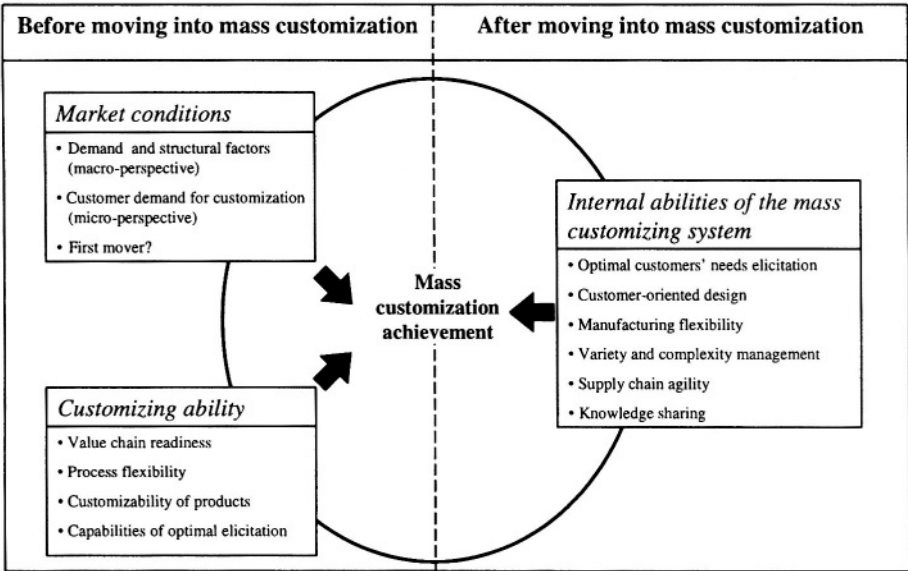 Before moving into mass customization
After moving into mass customization
Market conditions
• Demand and structural factors
(macro-perspective)
• Customer demand for customization
(micro-perspective)
• First mover?
Mass
customization
achievement
Internal abilities of the mass
customizing system
• Optimal customers' needs elicitation
• Customer-oriented design
• Manufacturing flexibility
• Variety and complexity management
• Supply chain agility
• Knowledge sharing
Customizing ability
• Value chain readiness
• Process flexibility
• Customizability of products
• Capabilities of optimal elicitation